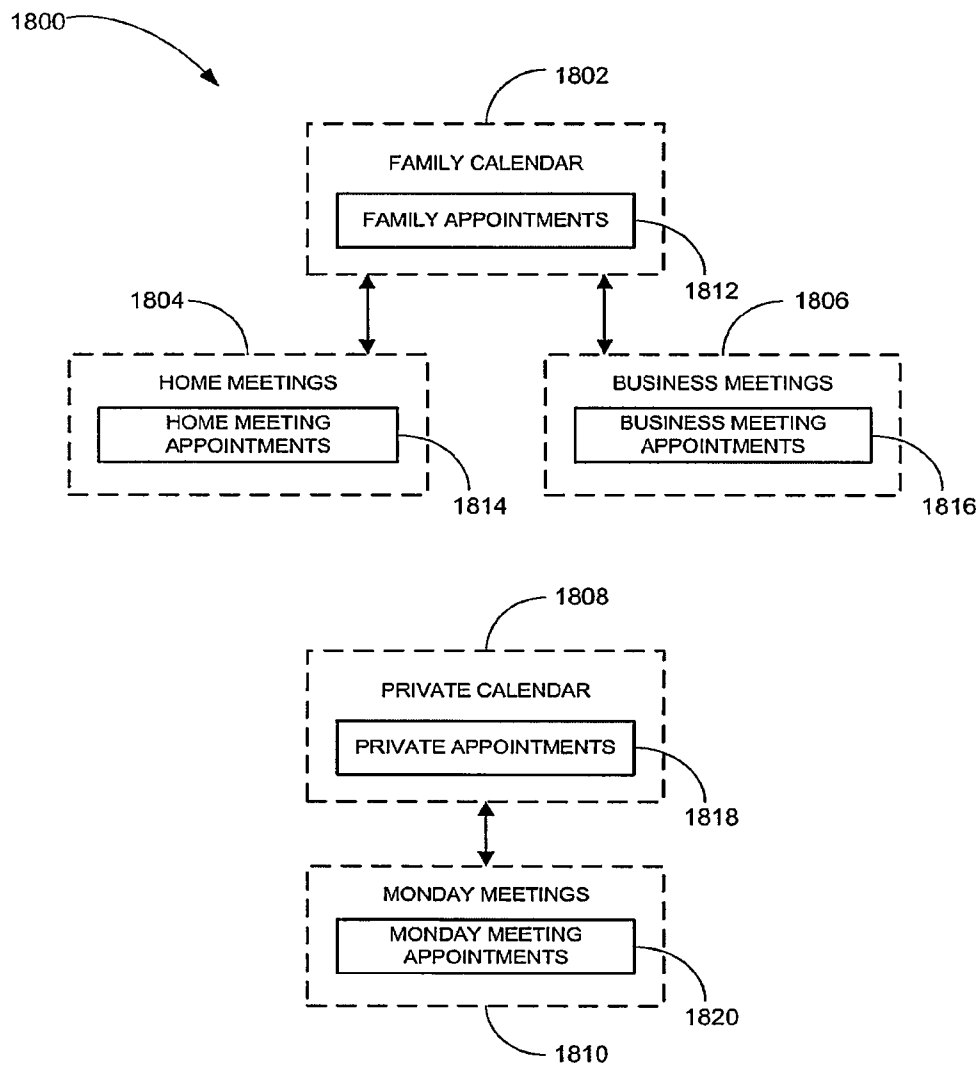 1800
1802
FAMILY CALENDAR
FAMILY APPOINTMENTS
1812
1804
1806
HOME MEETINGS
HOME MEETING
APPOINTMENTS
1814
BUSINESS MEETINGS
BUSINESS MEETING
APPOINTMENTS
1816
1808
PRIVATE CALENDAR
PRIVATE APPOINTMENTS
1818
MONDAY MEETINGS
MONDAY MEETING
APPOINTMENTS
1820
1810